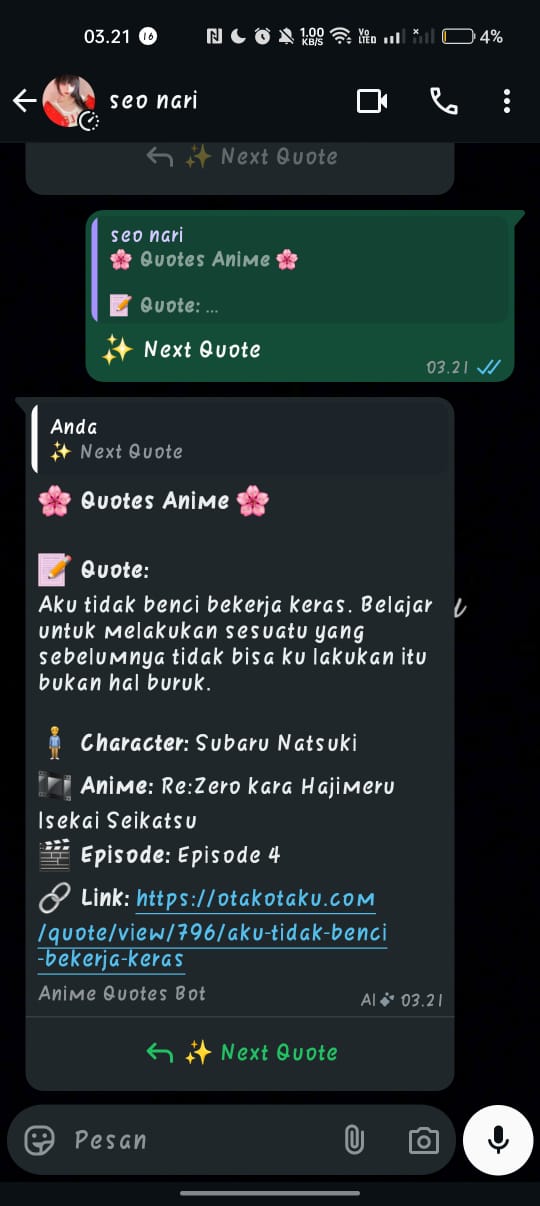 03.21 16 1.00 KB/S Vo LTED 4%
seo nari
✨ Next Quote
seo nari
🌸 Quotes Anime 🌸
📝 Quote: ...
✨ Next Quote
03.21
Anda
✨ Next Quote
🌸 Quotes Anime 🌸
📝 Quote:
Aku tidak benci bekerja keras. Belajar
untuk melakukan sesuatu yang
sebelumnya tidak bisa ku lakukan itu
bukan hal buruk.
🧍 Character: Subaru Natsuki
🎞️ Anime: Re:Zero kara Hajimeru
Isekai Seikatsu
🎬 Episode: Episode 4
🔗 Link: https://otakotaku.com
/quote/view/796/aku-tidak-benci
-bekerja-keras
Anime Quotes Bot
AI 03.21
✨ Next Quote
Pesan